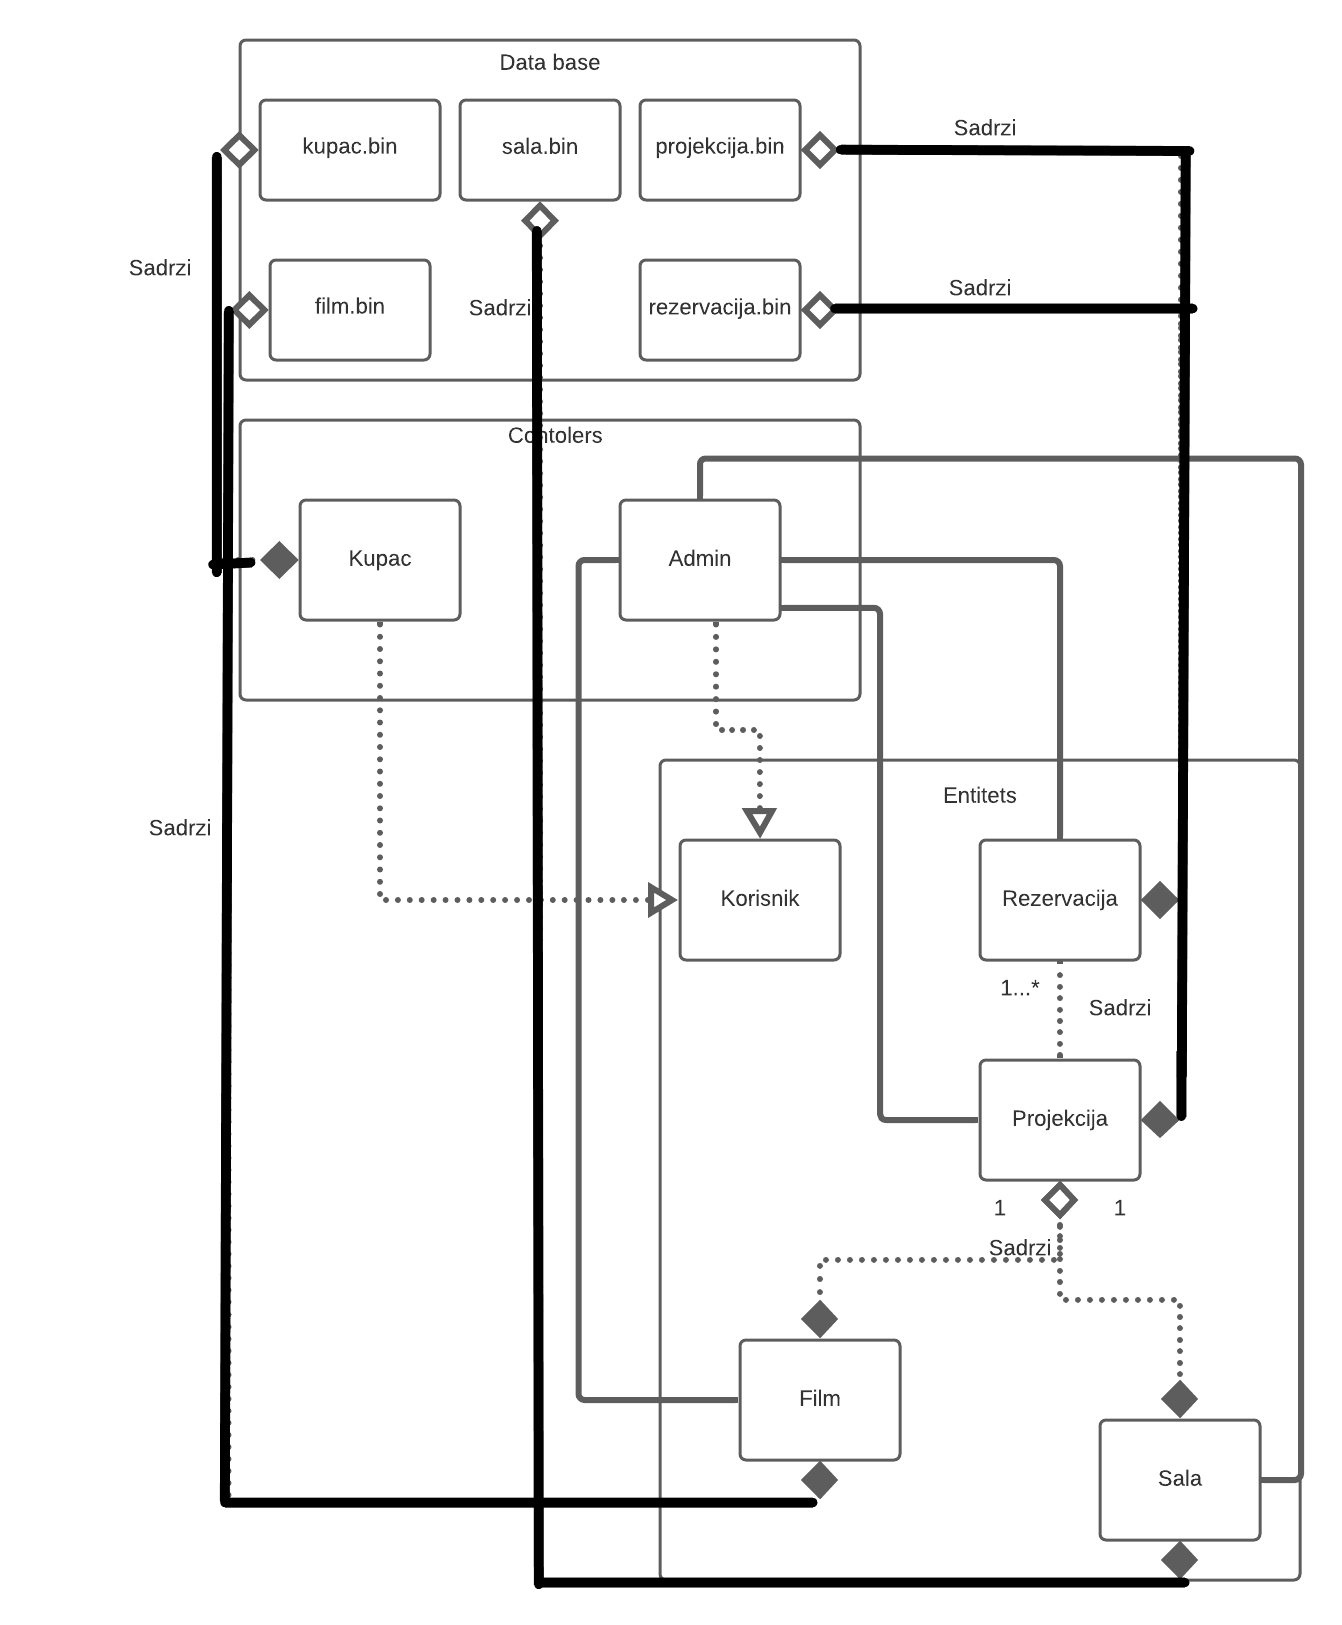 Data base
kupac.bin
sala.bin
projekcija.bin
Sadrzi
Sadrzi
film.bin
Sadrzi
rezervacija.bin
Sadrzi
Contolers
Kupac
Admin
Entitets
Sadrzi
Korisnik
Rezervacija
1...*
Sadrzi
Projekcija
1
1
Sadrzi
Film
Sala